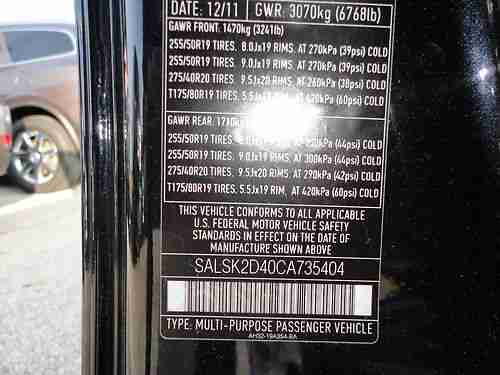 DATE: 12/11 GWR: 3070kg (6768lb)
GAWR FRONT: 1470kg (3241lb)
255/50R19 TIRES. 8.0Jx19 RIMS. AT 270kPa (39psi) COLD
255/50R19 TIRES. 9.0Jx19 RIMS. AT 270kPa (39psi) COLD
275/40R20 TIRES. 9.5Jx20 RIMS. AT 260kPa (38psi) COLD
T175/80R19 TIRES. 5.5Jx19 AT 420kPa (60psi) COLD
GAWR REAR:
255/50R19 TIRES. AT (44psi) COLD
255/50R19 TIRES. 9.0Jx19 RIMS. AT 300kPa (44psi) COLD
275/40R19 TIRES. 9.5Jx20 RIMS. AT 290kPa (42psi) COLD
T175/80R19 TIRES. 5.5Jx19 RIM, AT 420kPa (60psi) COLD
THIS VEHICLE CONFORMS TO ALL APPLICABLE
U.S. FEDERAL MOTOR VEHICLE SAFETY
STANDARDS IN EFFECT ON THE DATE OF
MANUFACTURE SHOWN ABOVE
SALSK2D40CA735404
TYPE: MULTI-PURPOSE PASSENGER VEHICLE